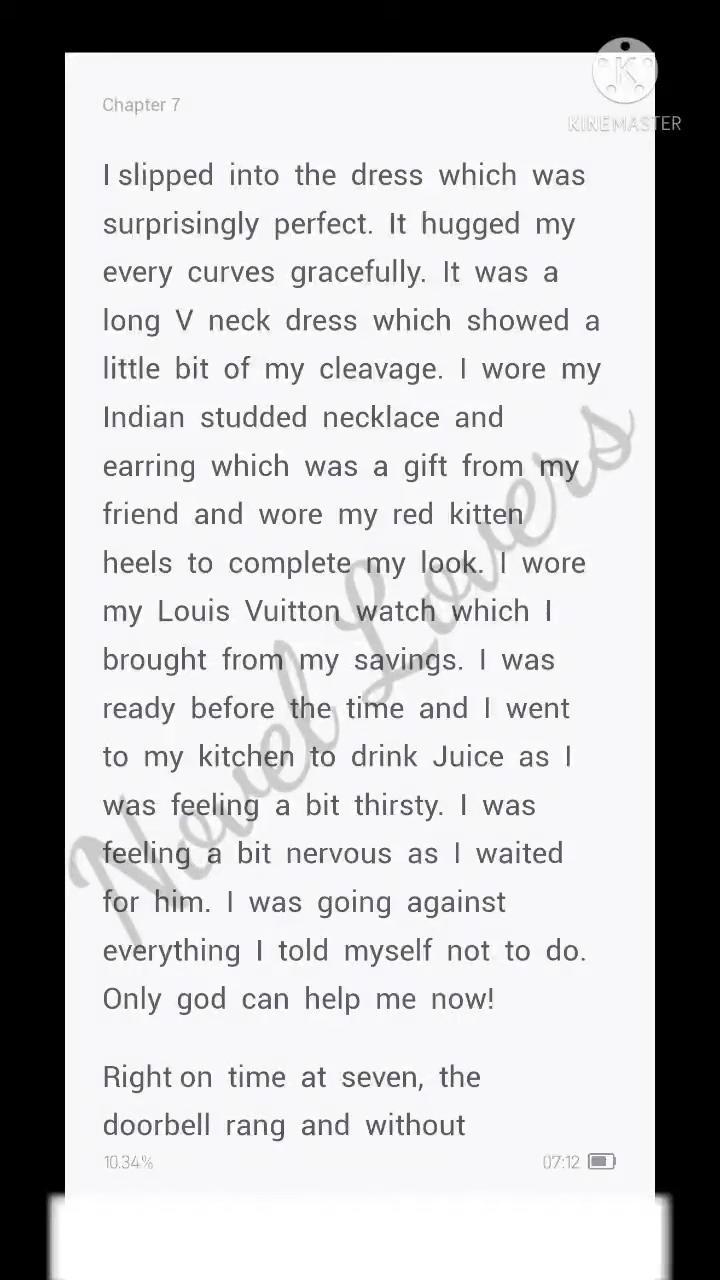 Chapter 7
KINEMASTER
I slipped into the dress which was
surprisingly perfect. It hugged my
every curves gracefully. It was a
long V neck dress which showed a
little bit of my cleavage. I wore my
Indian studded necklace and
earring which was a gift from my
friend and wore my red kitten
heels to complete my look. I wore
my Louis Vuitton watch which I
brought from my savings. I was
ready before the time and I went
to my kitchen to drink Juice as I
was feeling a bit thirsty. I was
feeling a bit nervous as I waited
for him. I was going against
everything I told myself not to do.
Only god can help me now!
Right on time at seven, the
doorbell rang and without
10.34%
07:12
Novel Lovers